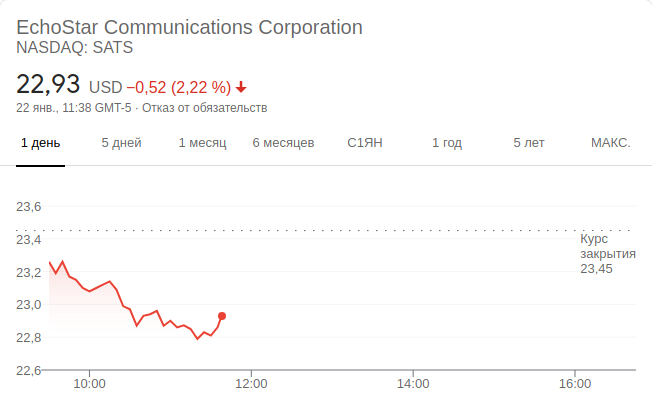 EchoStar Communications Corporation
NASDAQ: SATS
22,93 USD −0,52 (2,22 %)
22 янв., 11:38 GMT-5 · Отказ от обязательств
1 день 5 дней 1 месяц 6 месяцев С1ЯН 1 год 5 лет МАКС.
23,6
23,4
Курс
закрытия
23,45
23,2
23,0
22,8
22,6
10:00 12:00 14:00 16:00